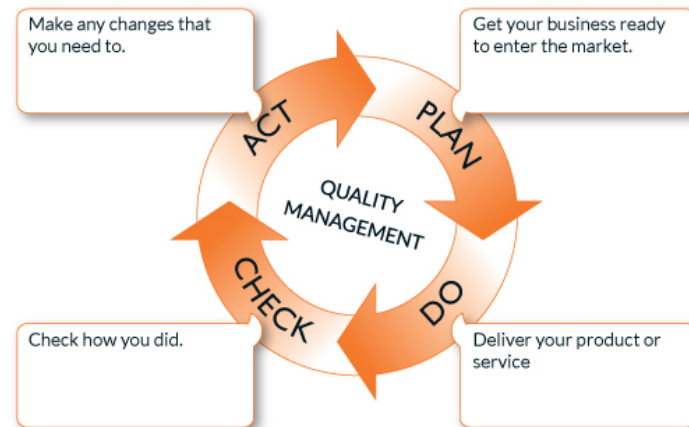 Make any changes that
you need to.
Get your business ready
to enter the market.
ACT
PLAN
QUALITY
MANAGEMENT
CHECK
DO
Check how you did.
Deliver your product or
service